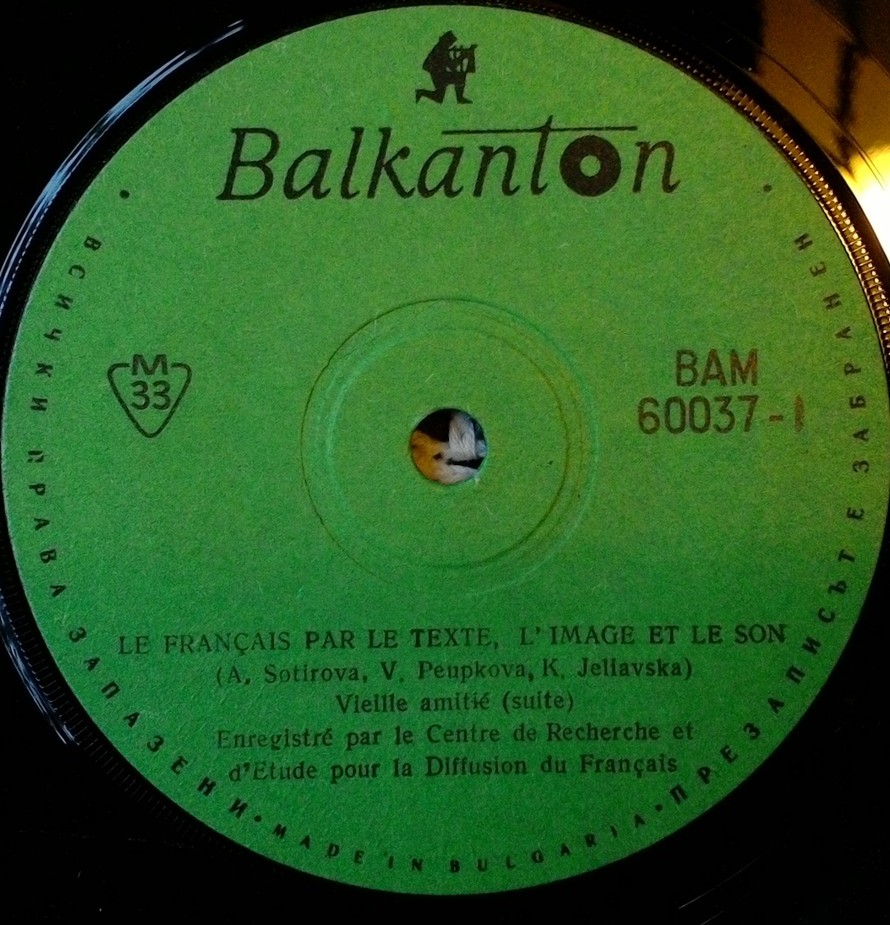 Balkanton
M
33
BAM
60037-1
LE FRANÇAIS PAR LE TEXTE, L'IMAGE ET LE SON
(A. Sotirova, V. Peupkova, K. Jeliavska)
Vieille amitié (suite)
Enregistré par le Centre de Recherche et
d'Etude pour la Diffusion du Français
ВСИЧКИ ПРАВА ЗАПАЗЕНИ • MADE IN BULGARIA • ПРЕЗАПИСЪТ Е ЗАБРАНЕН